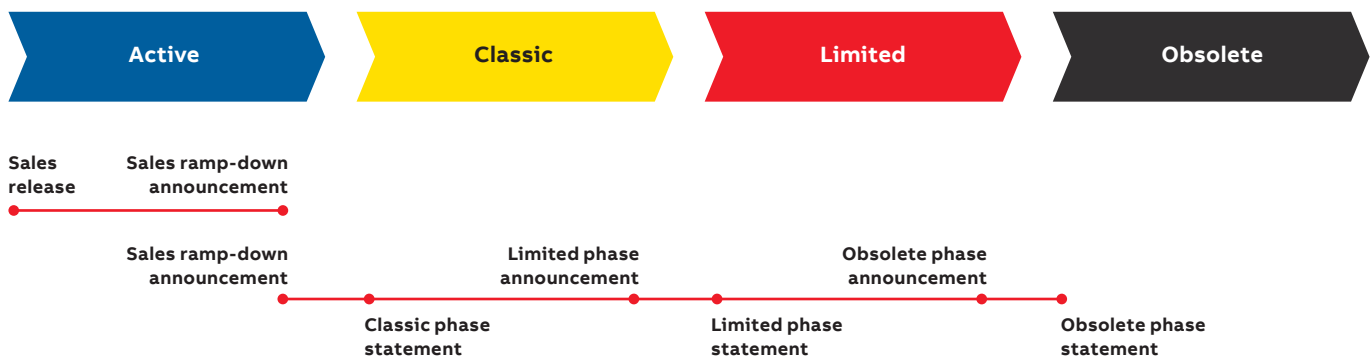 Active
Classic
Limited
Obsolete
Sales
release
Sales ramp-down
announcement
Sales ramp-down
announcement
Limited phase
announcement
Obsolete phase
announcement
Classic phase
statement
Limited phase
statement
Obsolete phase
statement